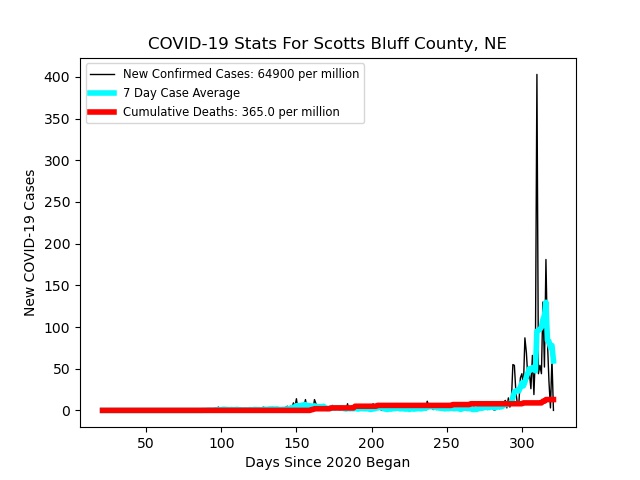 COVID-19 Stats For Scotts Bluff County, NE
New Confirmed Cases: 64900 per million
7 Day Case Average
Cumulative Deaths: 365.0 per million
New COVID-19 Cases
400
350
300
250
200
150
100
50
0
50 100 150 200 250 300
Days Since 2020 Began